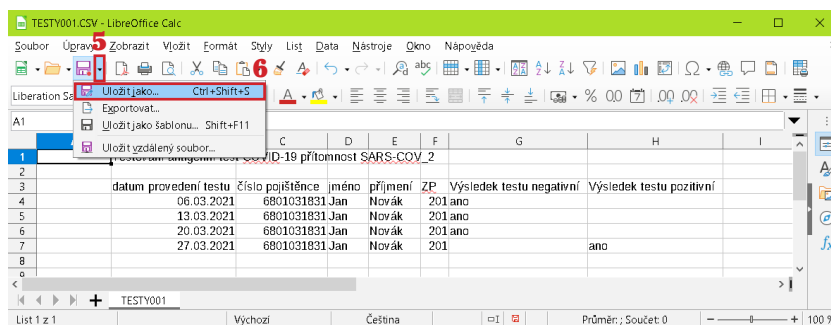 TESTY001.CSV - LibreOffice Calc
Soubor Úpravy Zobrazit Vložit Formát Styly List Data Nástroje Okno Nápověda
5
6
Liberation Sa
Uložit jako... Ctrl+Shift+S
Exportovat...
Uložit jako šablonu... Shift+F11
Uložit vzdálený soubor...
A1
C D E F G H I
1 Testování antigenní test COVID-19 přítomnost SARS-COV_2
2
3 datum provedení testu číslo pojištěnce jméno příjmení ZP Výsledek testu negativní Výsledek testu pozitivní
4 06.03.2021 6801031831 Jan Novák 201 ano
5 13.03.2021 6801031831 Jan Novák 201 ano
6 20.03.2021 6801031831 Jan Novák 201 ano
7 27.03.2021 6801031831 Jan Novák 201 ano
8
9
TESTY001
List 1 z 1 Výchozí Čeština Průměr: ; Součet: 0 100 %